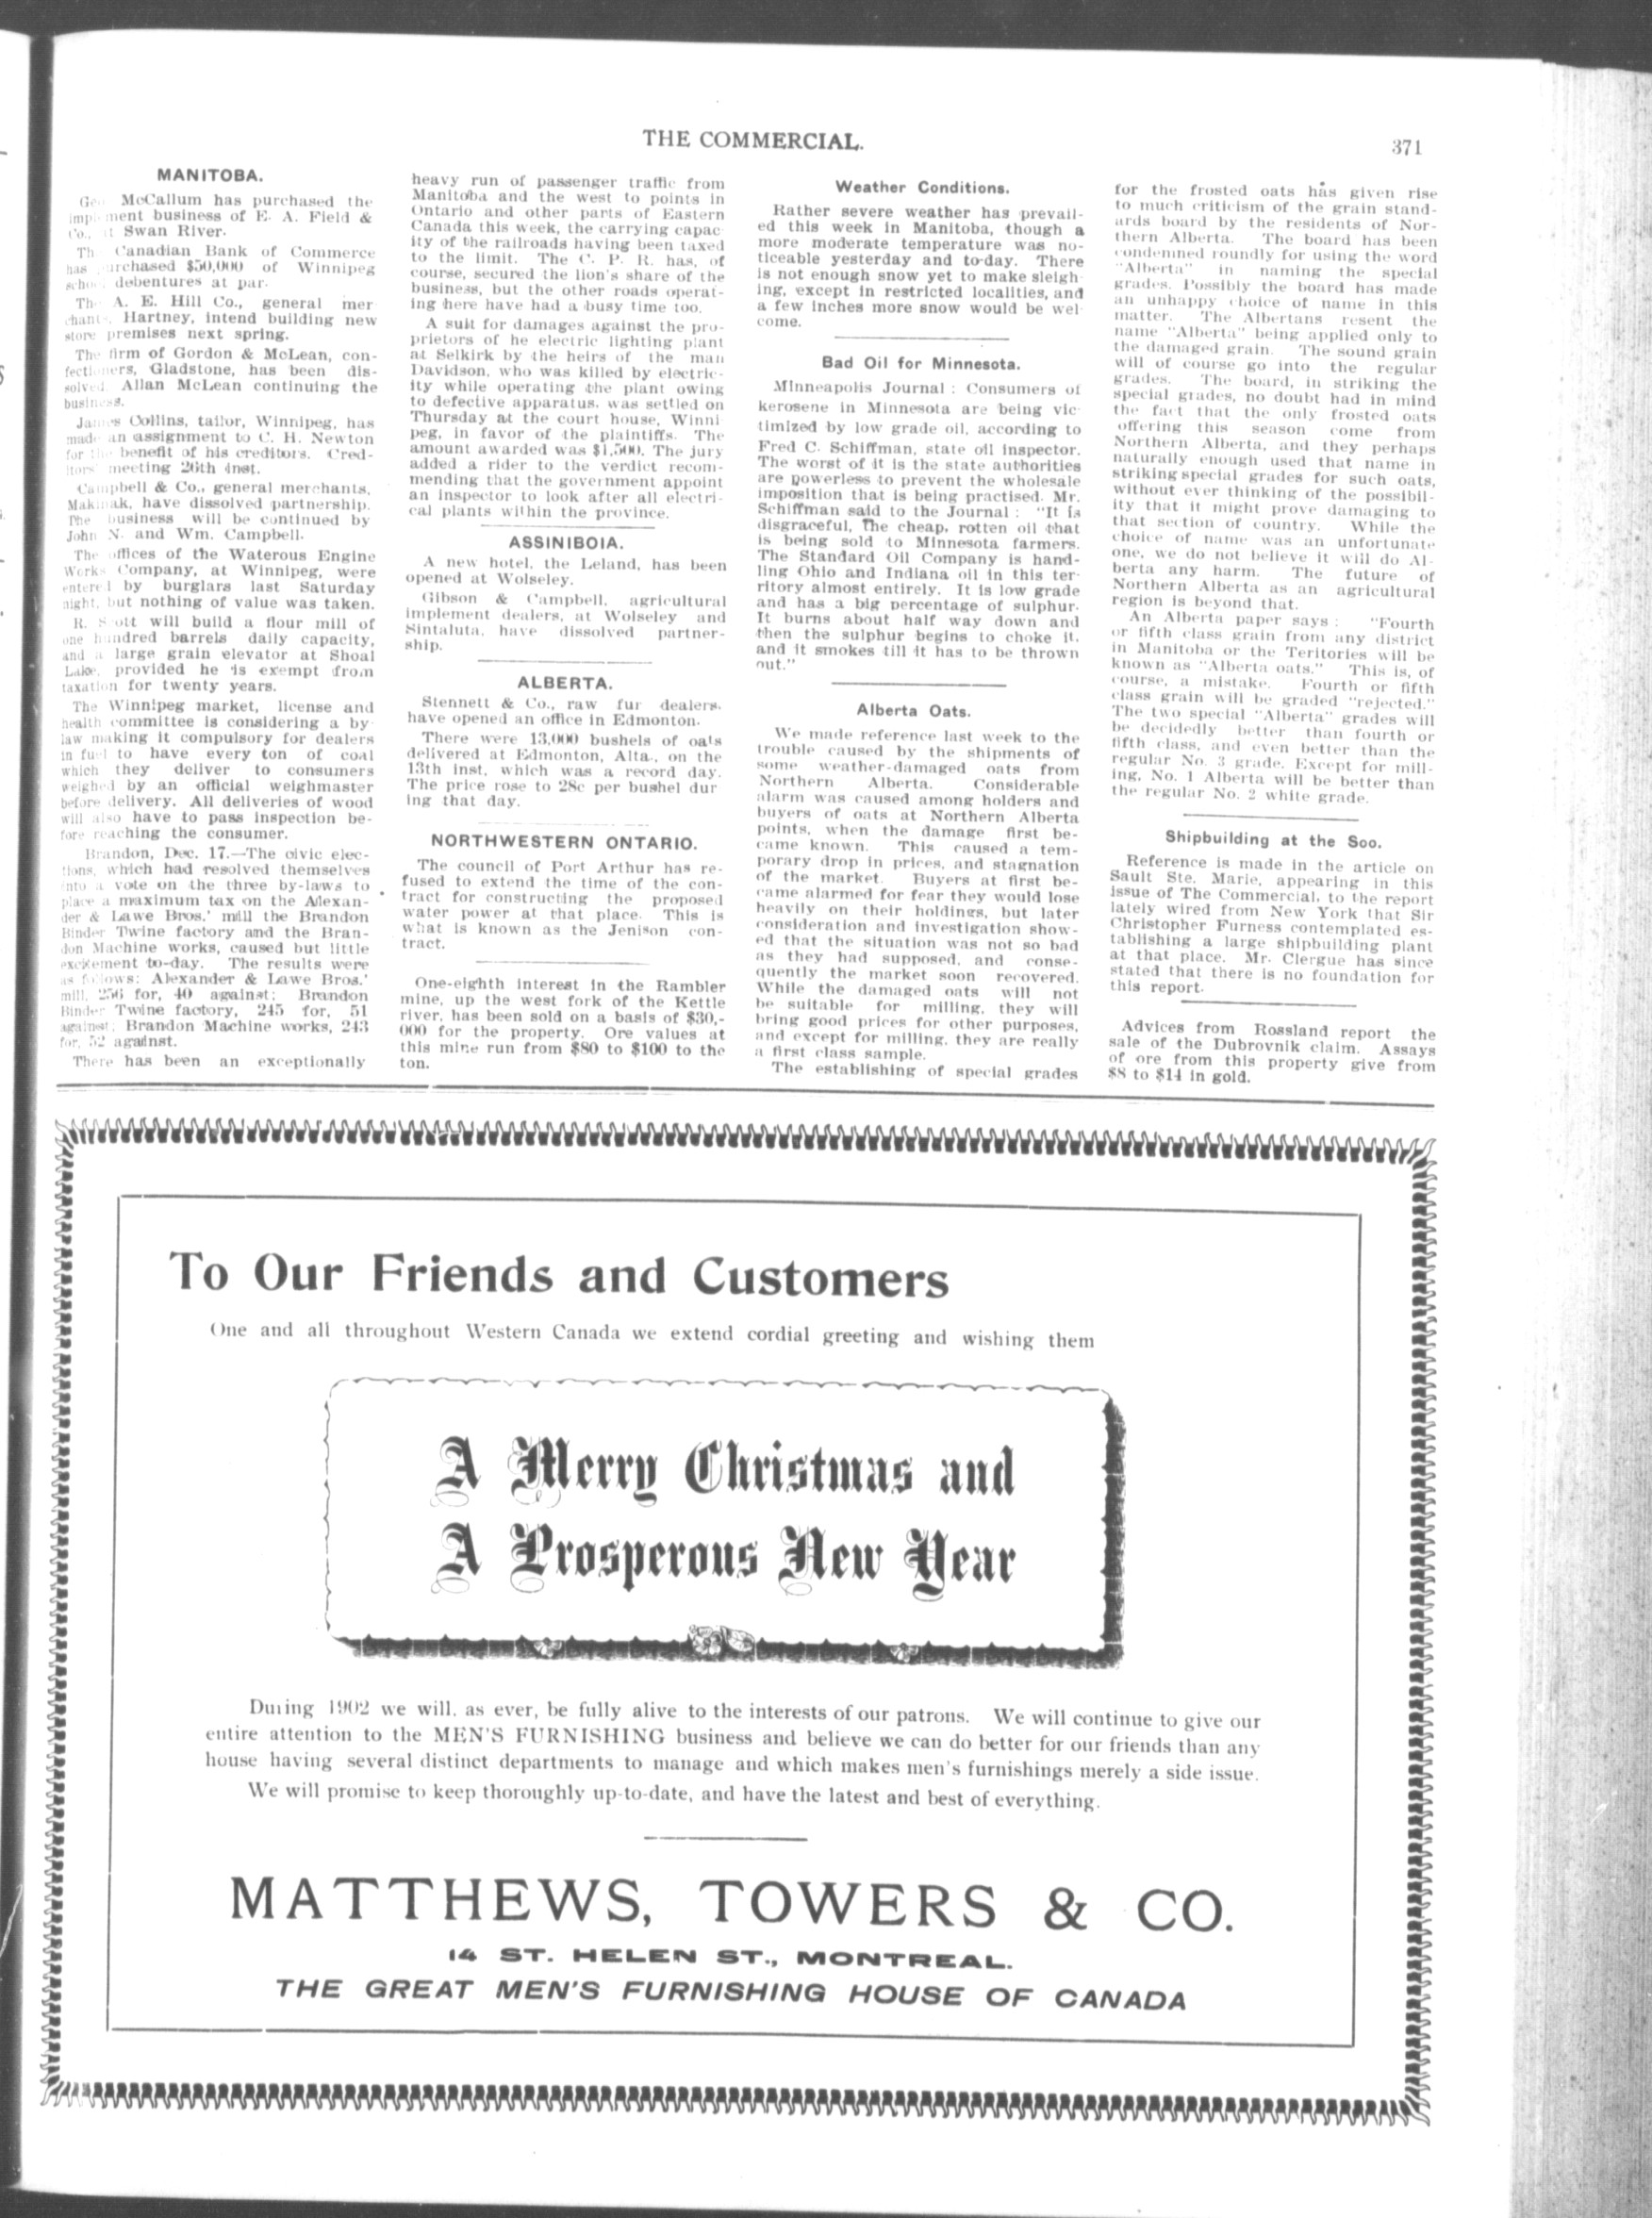 THE COMMERCIAL.
371
MANITOBA.
Geo. McCallum has purchased the
implement business of E. A. Field &
Co., at Swan River.
The Canadian Bank of Commerce
has purchased $50,000 of Winnipeg
school debentures at par.
The A. E. Hill Co., general mer
chants, Hartney, intend building new
store premises next spring.
The firm of Gordon & McLean, con-
fectioners, Gladstone, has been dis-
solved. Allan McLean continuing the
business.
James Collins, tailor, Winnipeg, has
made an assignment to C. H. Newton
for the benefit of his creditors. Cred-
itors' meeting 26th inst.
Campbell & Co., general merchants,
Makinak, have dissolved partnership.
The business will be continued by
John N. and Wm. Campbell.
The offices of the Waterous Engine
Works Company, at Winnipeg, were
entered by burglars last Saturday
night, but nothing of value was taken.
R. Scott will build a flour mill of
one hundred barrels daily capacity,
and a large grain elevator at Shoal
Lake, provided he is exempt from
taxation for twenty years.
The Winnipeg market, license and
health committee is considering a by
law making it compulsory for dealers
in fuel to have every ton of coal
which they deliver to consumers
weighed by an official weighmaster
before delivery. All deliveries of wood
will also have to pass inspection be-
fore reaching the consumer.
Brandon, Dec. 17.—The civic elec-
tions, which had resolved themselves
into a vote on the three by-laws to
place a maximum tax on the Alexan-
der & Lawe Bros.' mill the Brandon
Binder Twine factory and the Bran-
don Machine works, caused but little
excitement to-day. The results were
as follows: Alexander & Lawe Bros.'
mill, 256 for, 40 against; Brandon
Binder Twine factory, 245 for, 51
against; Brandon Machine works, 243
for, 52 against.
There has been an exceptionally
heavy run of passenger traffic from
Manitoba and the west to points in
Ontario and other parts of Eastern
Canada this week, the carrying capac
ity of the railroads having been taxed
to the limit. The C. P. R. has, of
course, secured the lion's share of the
business, but the other roads operat-
ing here have had a busy time too.
A suit for damages against the pro-
prietors of he electric lighting plant
at Selkirk by the heirs of the man
Davidson, who was killed by electric-
ity while operating the plant owing
to defective apparatus, was settled on
Thursday at the court house, Winni
peg, in favor of the plaintiffs. The
amount awarded was $1,500. The jury
added a rider to the verdict recom-
mending that the government appoint
an inspector to look after all electri-
cal plants within the province.
ASSINIBOIA.
A new hotel, the Leland, has been
opened at Wolseley.
Gibson & Campbell, agricultural
implement dealers, at Wolseley and
Sintaluta, have dissolved partner-
ship.
ALBERTA.
Stennett & Co., raw fur dealers,
have opened an office in Edmonton.
There were 13,000 bushels of oats
delivered at Edmonton, Alta., on the
13th inst, which was a record day.
The price rose to 28c per bushel dur
ing that day.
NORTHWESTERN ONTARIO.
The council of Port Arthur has re-
fused to extend the time of the con-
tract for constructing the proposed
water power at that place. This is
what is known as the Jenison con-
tract.
One-eighth interest in the Rambler
mine, up the west fork of the Kettle
river, has been sold on a basis of $30,-
000 for the property. Ore values at
this mine run from $80 to $100 to the
ton.
Weather Conditions.
Rather severe weather has prevail-
ed this week in Manitoba, though a
more moderate temperature was no-
ticeable yesterday and to-day. There
is not enough snow yet to make sleigh
ing, except in restricted localities, and
a few inches more snow would be wel
come.
Bad Oil for Minnesota.
Minneapolis Journal : Consumers of
kerosene in Minnesota are being vic
timized by low grade oil, according to
Fred C. Schiffman, state oil inspector.
The worst of it is the state authorities
are powerless to prevent the wholesale
imposition that is being practised. Mr.
Schiffman said to the Journal : "It is
disgraceful. The cheap, rotten oil that
is being sold to Minnesota farmers.
The Standard Oil Company is hand-
ling Ohio and Indiana oil in this ter-
ritory almost entirely. It is low grade
and has a big percentage of sulphur.
It burns about half way down and
then the sulphur begins to choke it,
and it smokes till it has to be thrown
out."
Alberta Oats.
We made reference last week to the
trouble caused by the shipments of
some weather-damaged oats from
Northern Alberta. Considerable
alarm was caused among holders and
buyers of oats at Northern Alberta
points, when the damage first be-
came known. This caused a tem-
porary drop in prices, and stagnation
of the market. Buyers at first be-
came alarmed for fear they would lose
heavily on their holdings, but later
consideration and investigation show-
ed that the situation was not so bad
as they had supposed, and conse-
quently the market soon recovered.
While the damaged oats will not
be suitable for milling, they will
bring good prices for other purposes,
and except for milling, they are really
a first class sample.
The establishing of special grades
for the frosted oats has given rise
to much criticism of the grain stand-
ards board by the residents of Nor-
thern Alberta. The board has been
condemned roundly for using the word
"Alberta" in naming the special
grades. Possibly the board has made
an unhappy choice of name in this
matter. The Albertans resent the
name "Alberta" being applied only to
the damaged grain. The sound grain
will of course go into the regular
grades. The board, in striking the
special grades, no doubt had in mind
the fact that the only frosted oats
offering this season come from
Northern Alberta, and they perhaps
naturally enough used that name in
striking special grades for such oats,
without ever thinking of the possibil-
ity that it might prove damaging to
that section of country. While the
choice of name was an unfortunate
one, we do not believe it will do Al-
berta any harm. The future of
Northern Alberta as an agricultural
region is beyond that.
An Alberta paper says : "Fourth
or fifth class grain from any district
in Manitoba or the Teritories will be
known as "Alberta oats." This is, of
course, a mistake. Fourth or fifth
class grain will be graded "rejected."
The two special "Alberta" grades will
be decidedly better than fourth or
fifth class, and even better than the
regular No. 3 grade. Except for mill-
ing, No. 1 Alberta will be better than
the regular No. 2 white grade.
Shipbuilding at the Soo.
Reference is made in the article on
Sault Ste. Marie, appearing in this
issue of The Commercial, to the report
lately wired from New York that Sir
Christopher Furness contemplated es-
tablishing a large shipbuilding plant
at that place. Mr. Clergue has since
stated that there is no foundation for
this report.
Advices from Rossland report the
sale of the Dubrovnik claim. Assays
of ore from this property give from
$8 to $14 in gold.
To Our Friends and Customers
One and all throughout Western Canada we extend cordial greeting and wishing them
A Merry Christmas and
A Prosperous New Year
During 1902 we will, as ever, be fully alive to the interests of our patrons. We will continue to give our
entire attention to the MEN'S FURNISHING business and believe we can do better for our friends than any
house having several distinct departments to manage and which makes men's furnishings merely a side issue.
We will promise to keep thoroughly up-to-date, and have the latest and best of everything.
MATTHEWS, TOWERS & CO.
14 ST. HELEN ST., MONTREAL.
THE GREAT MEN'S FURNISHING HOUSE OF CANADA